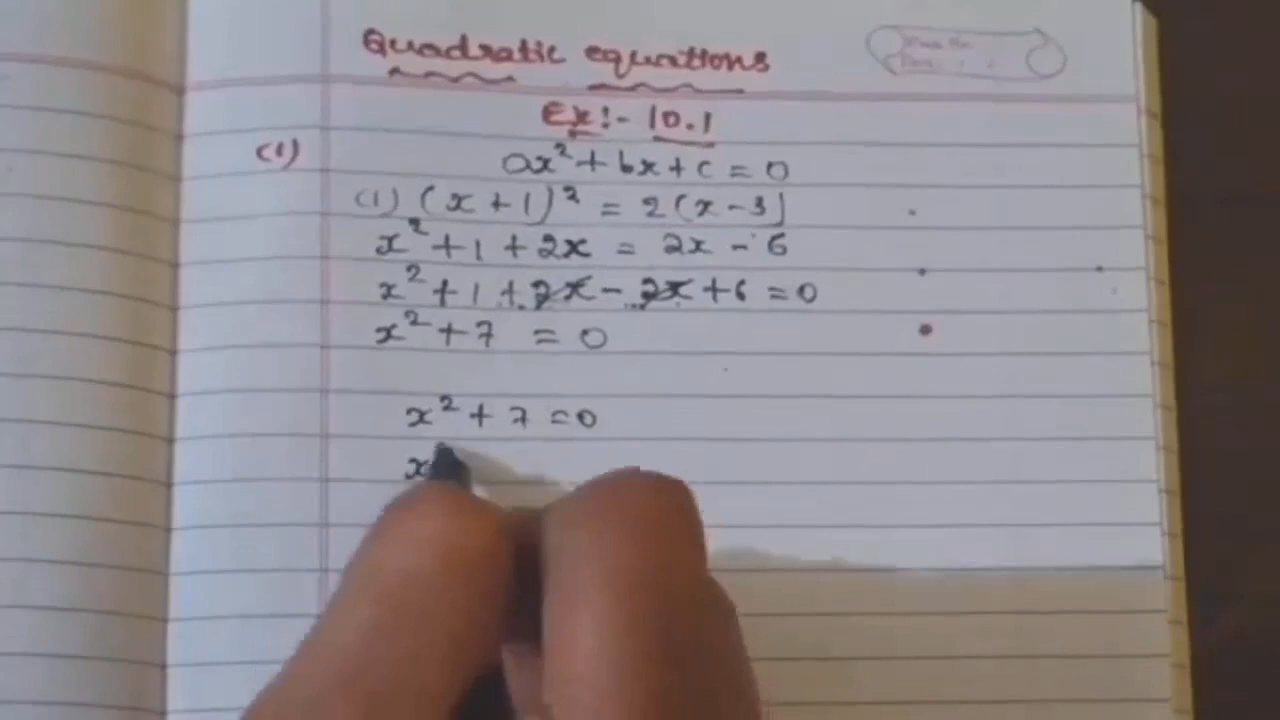 Quadratic equations
Ex:- 10.1
(1) ax² + bx + c = 0
(1) (x + 1)² = 2(x - 3)
x² + 1 + 2x = 2x - 6
x² + 1 + 2x - 2x + 6 = 0
x² + 7 = 0
x² + 7 = 0
x